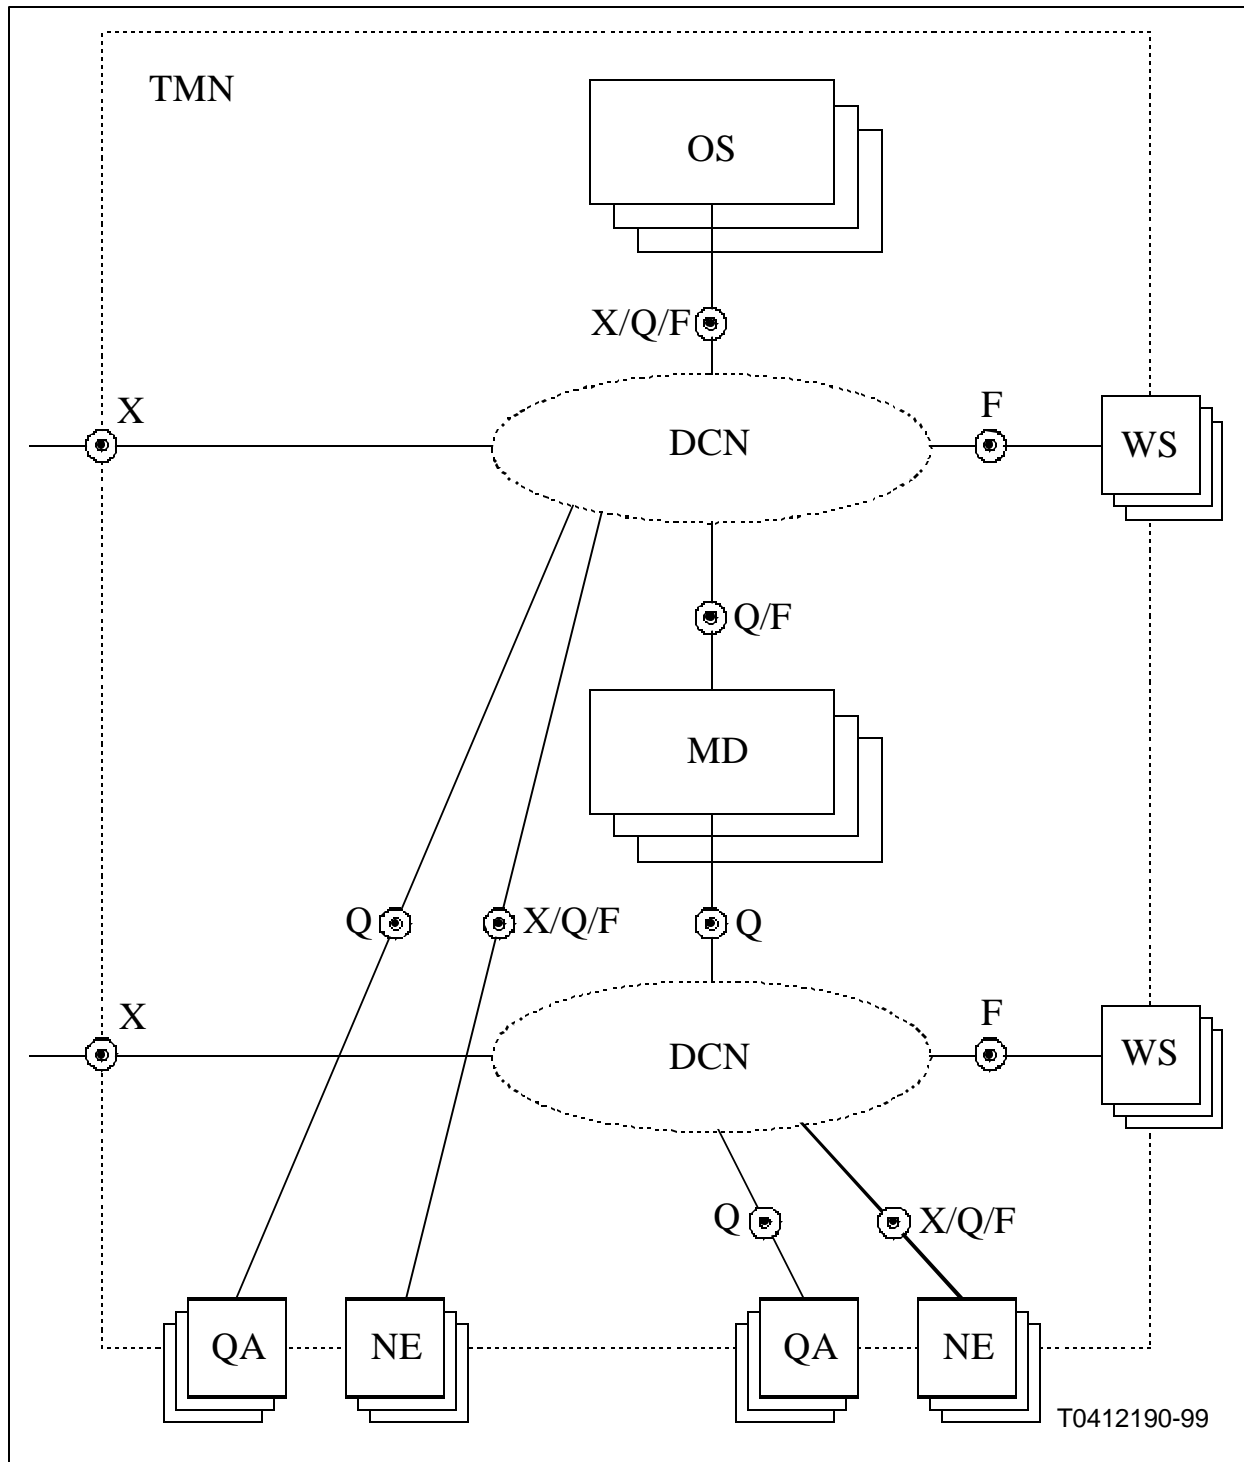 TMN
OS
X/Q/F
X
DCN
F
WS
Q/F
MD
Q
X/Q/F
Q
X
DCN
F
WS
Q
X/Q/F
QA
NE
QA
NE
T0412190-99